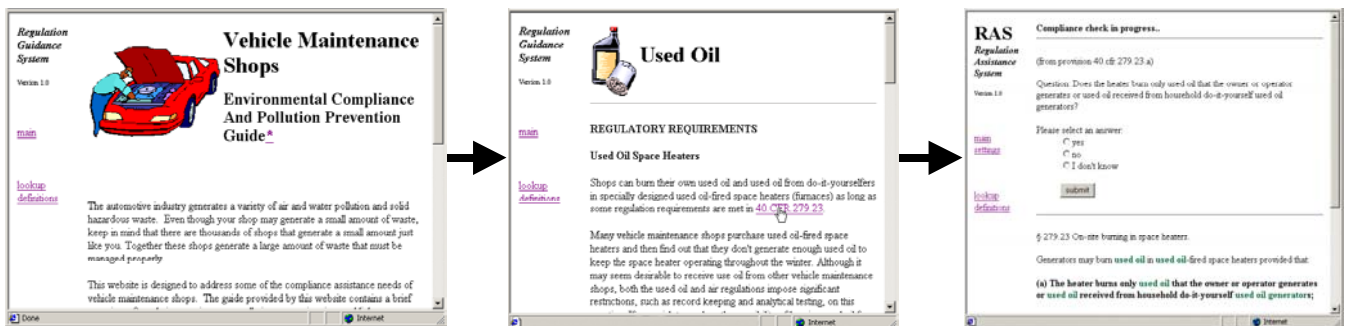 Regulation
Guidance
System
Version 1.0
main
lookup
definitions
Vehicle Maintenance
Shops
Environmental Compliance
And Pollution Prevention
Guide*
The automotive industry generates a variety of air and water pollution and solid
hazardous waste. Even though your shop may generate a small amount of waste,
keep in mind that there are thousands of shops that generate a small amount just
like you. Together these shops generate a large amount of waste that must be
managed properly.
This website is designed to address some of the compliance assistance needs of
vehicle maintenance shops. The guide provided by this website contains a brief
Done
Internet
Regulation
Guidance
System
Version 1.0
main
lookup
definitions
Used Oil
REGULATORY REQUIREMENTS
Used Oil Space Heaters
Shops can burn their own used oil and used oil from do-it-yourselfers
in specially designed used oil-fired space heaters (furnaces) as long as
some regulation requirements are met in 40 CFR 279.23.
Many vehicle maintenance shops purchase used oil-fired space
heaters and then find out that they don't generate enough used oil to
keep the space heater operating throughout the winter. Although it
may seem desirable to receive use oil from other vehicle maintenance
shops, both the used oil and air regulations impose significant
restrictions, such as record keeping and analytical testing, on this
Internet
RAS
Regulation
Assistance
System
Version 1.0
main
settings
lookup
definitions
Compliance check in progress..
(from provision 40.cfr.279.23.a)
Question: Does the heater burn only used oil that the owner or operator
generates or used oil received from household do-it-yourself used oil
generators?
Please select an answer:
yes
no
I don't know
submit
§ 279.23 On-site burning in space heaters.
Generators may burn used oil in used oil-fired space heaters provided that:
(a) The heater burns only used oil that the owner or operator generates
or used oil received from household do-it-yourself used oil generators;
Internet